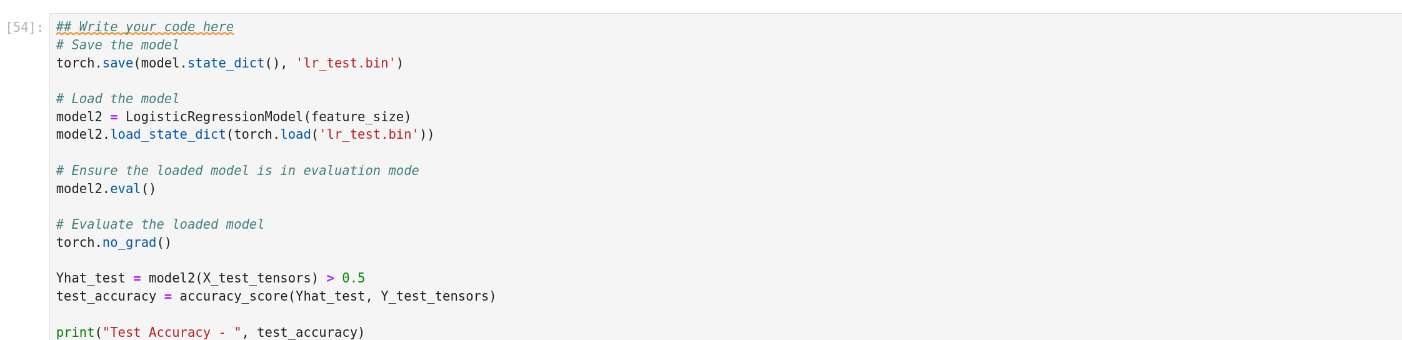 [54]: ## Write your code here
# Save the model
torch.save(model.state_dict(), 'lr_test.bin')
# Load the model
model2 = LogisticRegressionModel(feature_size)
model2.load_state_dict(torch.load('lr_test.bin'))
# Ensure the loaded model is in evaluation mode
model2.eval()
# Evaluate the loaded model
torch.no_grad()
Yhat_test = model2(X_test_tensors) > 0.5
test_accuracy = accuracy_score(Yhat_test, Y_test_tensors)
print("Test Accuracy - ", test_accuracy)